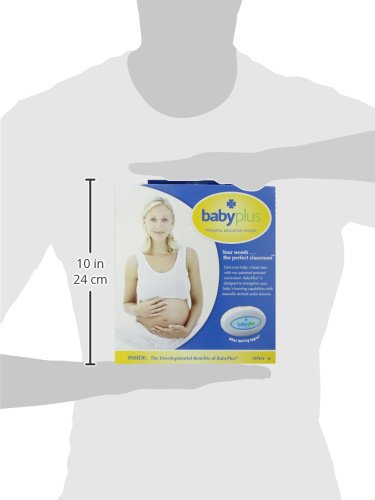 10 in
24 cm
babyplus
PRENATAL EDUCATION SYSTEM
Your womb . . .
the perfect classroom™
Give your baby a head start
with our patented prenatal
curriculum. BabyPlus® is
designed to strengthen your
baby's learning capabilities with
naturally derived audio lessons.
babyplus
INSIDE: The Developmental Benefits of BabyPlus®